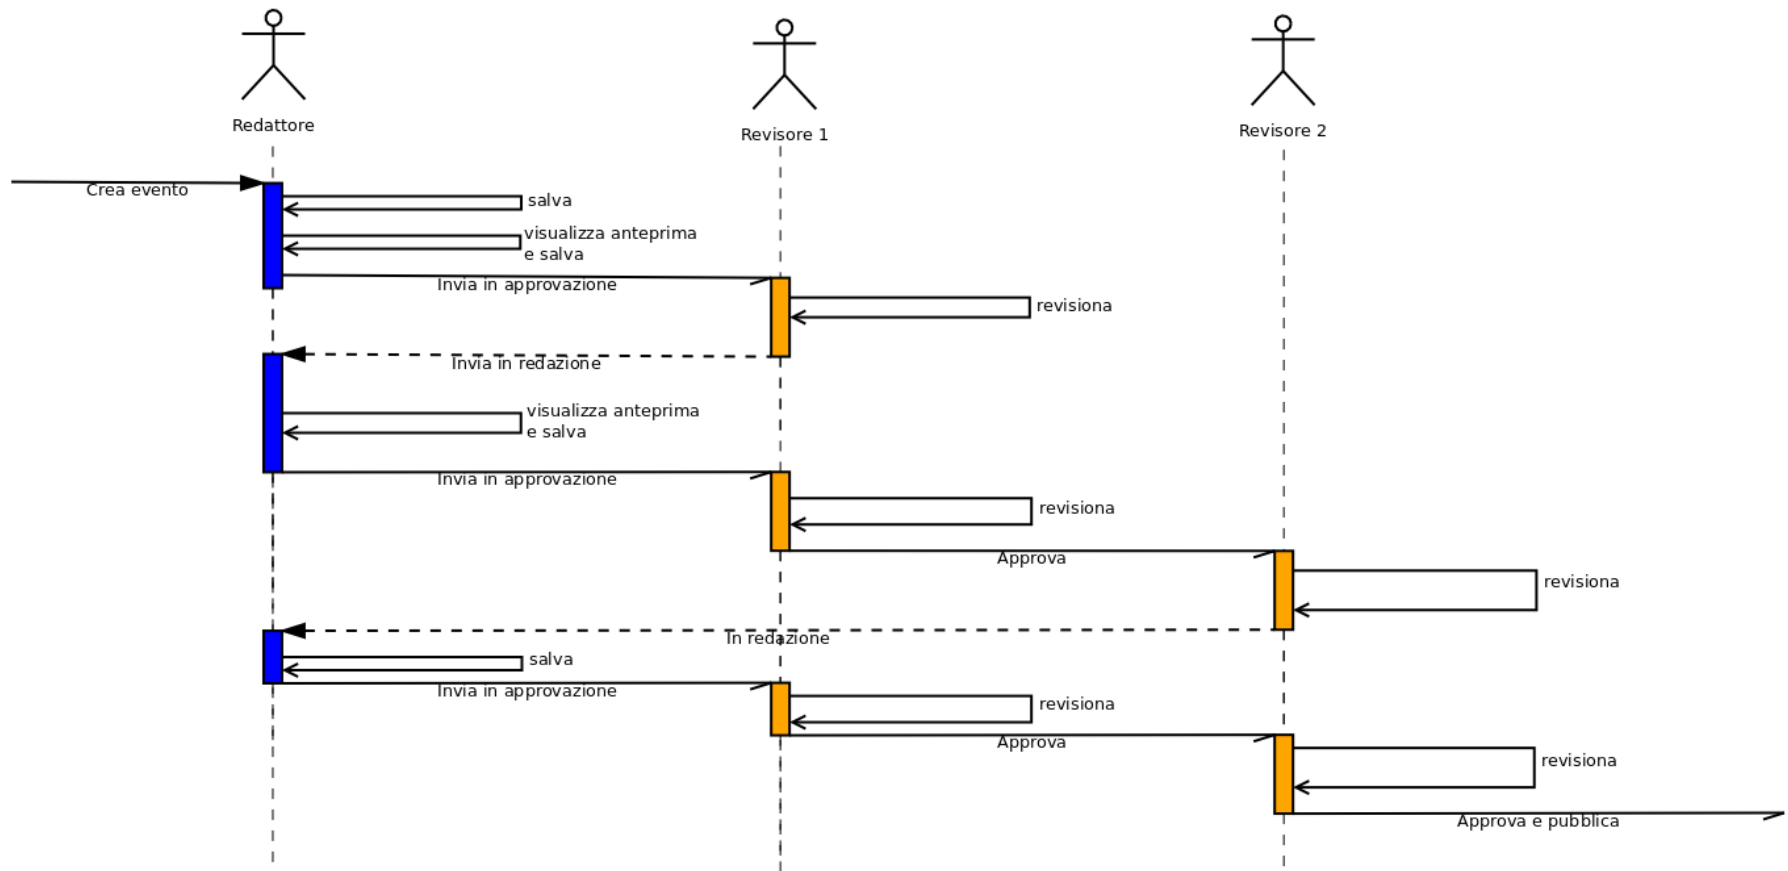 Redattore
Revisore 1
Revisore 2
Crea evento
salva
visualizza anteprima
e salva
Invia in approvazione
revisiona
Invia in redazione
visualizza anteprima
e salva
Invia in approvazione
revisiona
Approva
revisiona
In redazione
salva
Invia in approvazione
revisiona
Approva
revisiona
Approva e pubblica